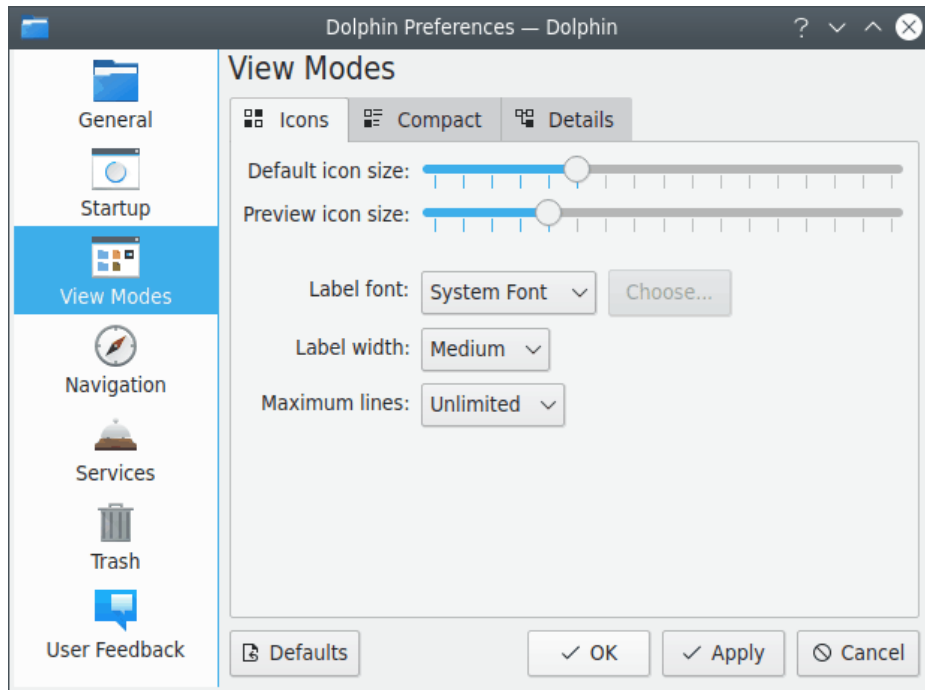 Dolphin Preferences — Dolphin
General
Startup
View Modes
Navigation
Services
Trash
User Feedback
View Modes
Icons
Compact
Details
Default icon size:
Preview icon size:
Label font: System Font Choose...
Label width: Medium
Maximum lines: Unlimited
Defaults
OK
Apply
Cancel